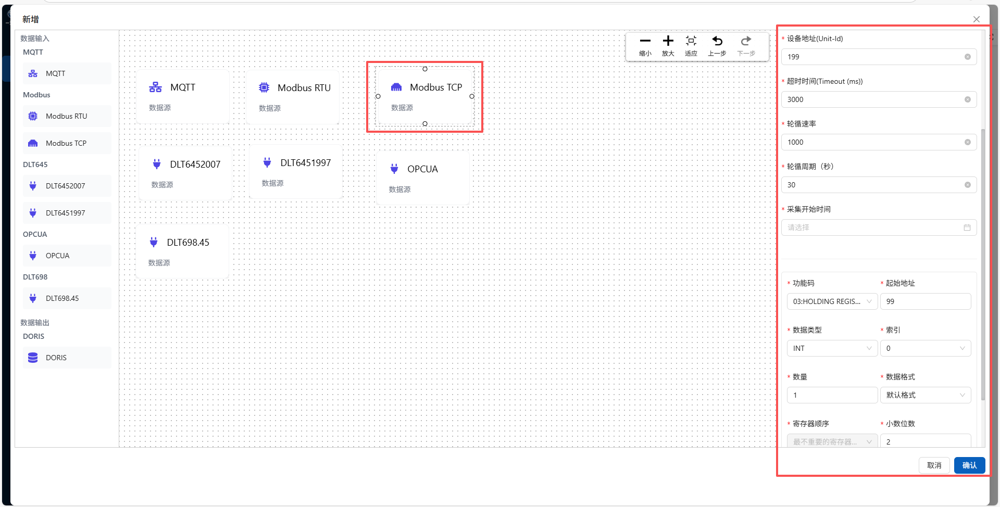 新增
数据输入
MQTT
MQTT
Modbus
Modbus RTU
Modbus TCP
DLT645
DLT6452007
DLT6451997
OPCUA
OPCUA
DLT698
DLT698.45
数据输出
DORIS
DORIS
缩小 放大 适应 上一步 下一步
MQTT
数据源
Modbus RTU
数据源
Modbus TCP
数据源
DLT6452007
数据源
DLT6451997
数据源
OPCUA
数据源
DLT698.45
数据源
* 设备地址(Unit-Id)
199
* 超时时间(Timeout (ms))
3000
* 轮循速率
1000
* 轮循周期（秒）
30
* 采集开始时间
请选择
* 功能码 * 起始地址
03:HOLDING REGIS... 99
* 数据类型 * 索引
INT 0
* 数量 * 数据格式
1 默认格式
* 寄存器顺序 * 小数位数
最不重要的寄存器... 2
取消 确认